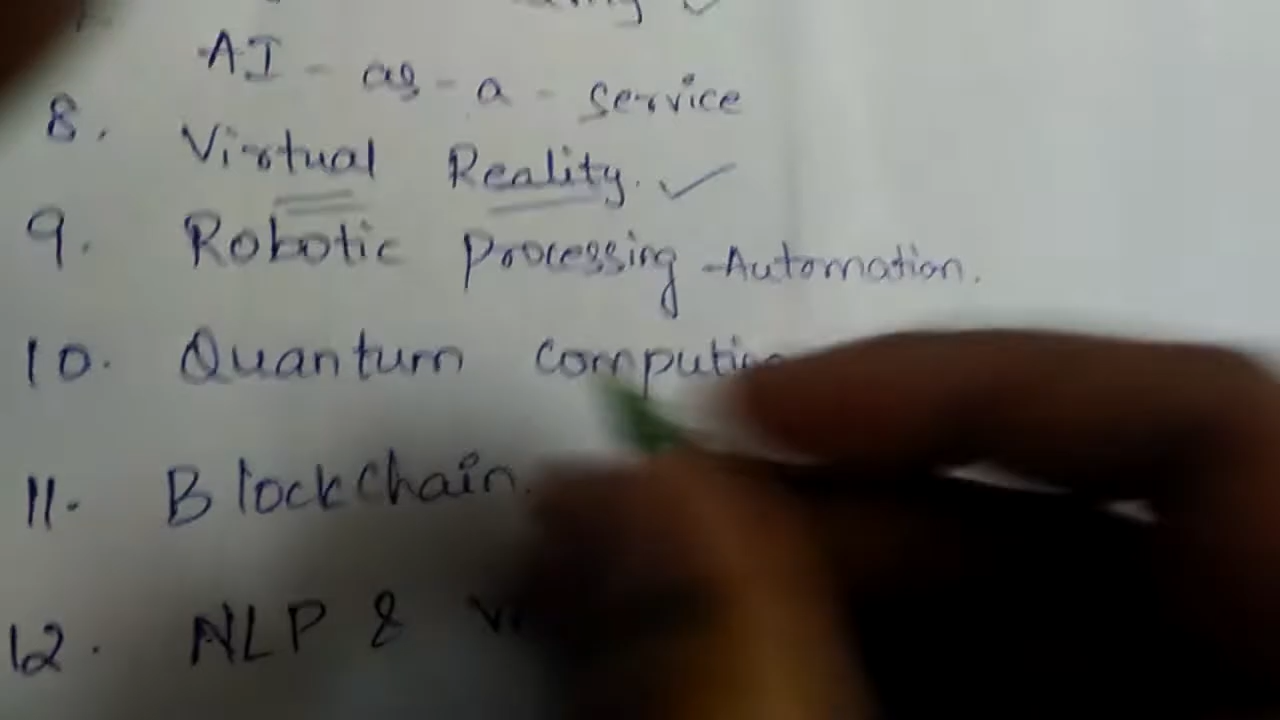 AI - as - a - Service
8. Virtual Reality. ✓
9. Robotic Processing Automation.
10. Quantum
11. Blockchain.
12. NLP &